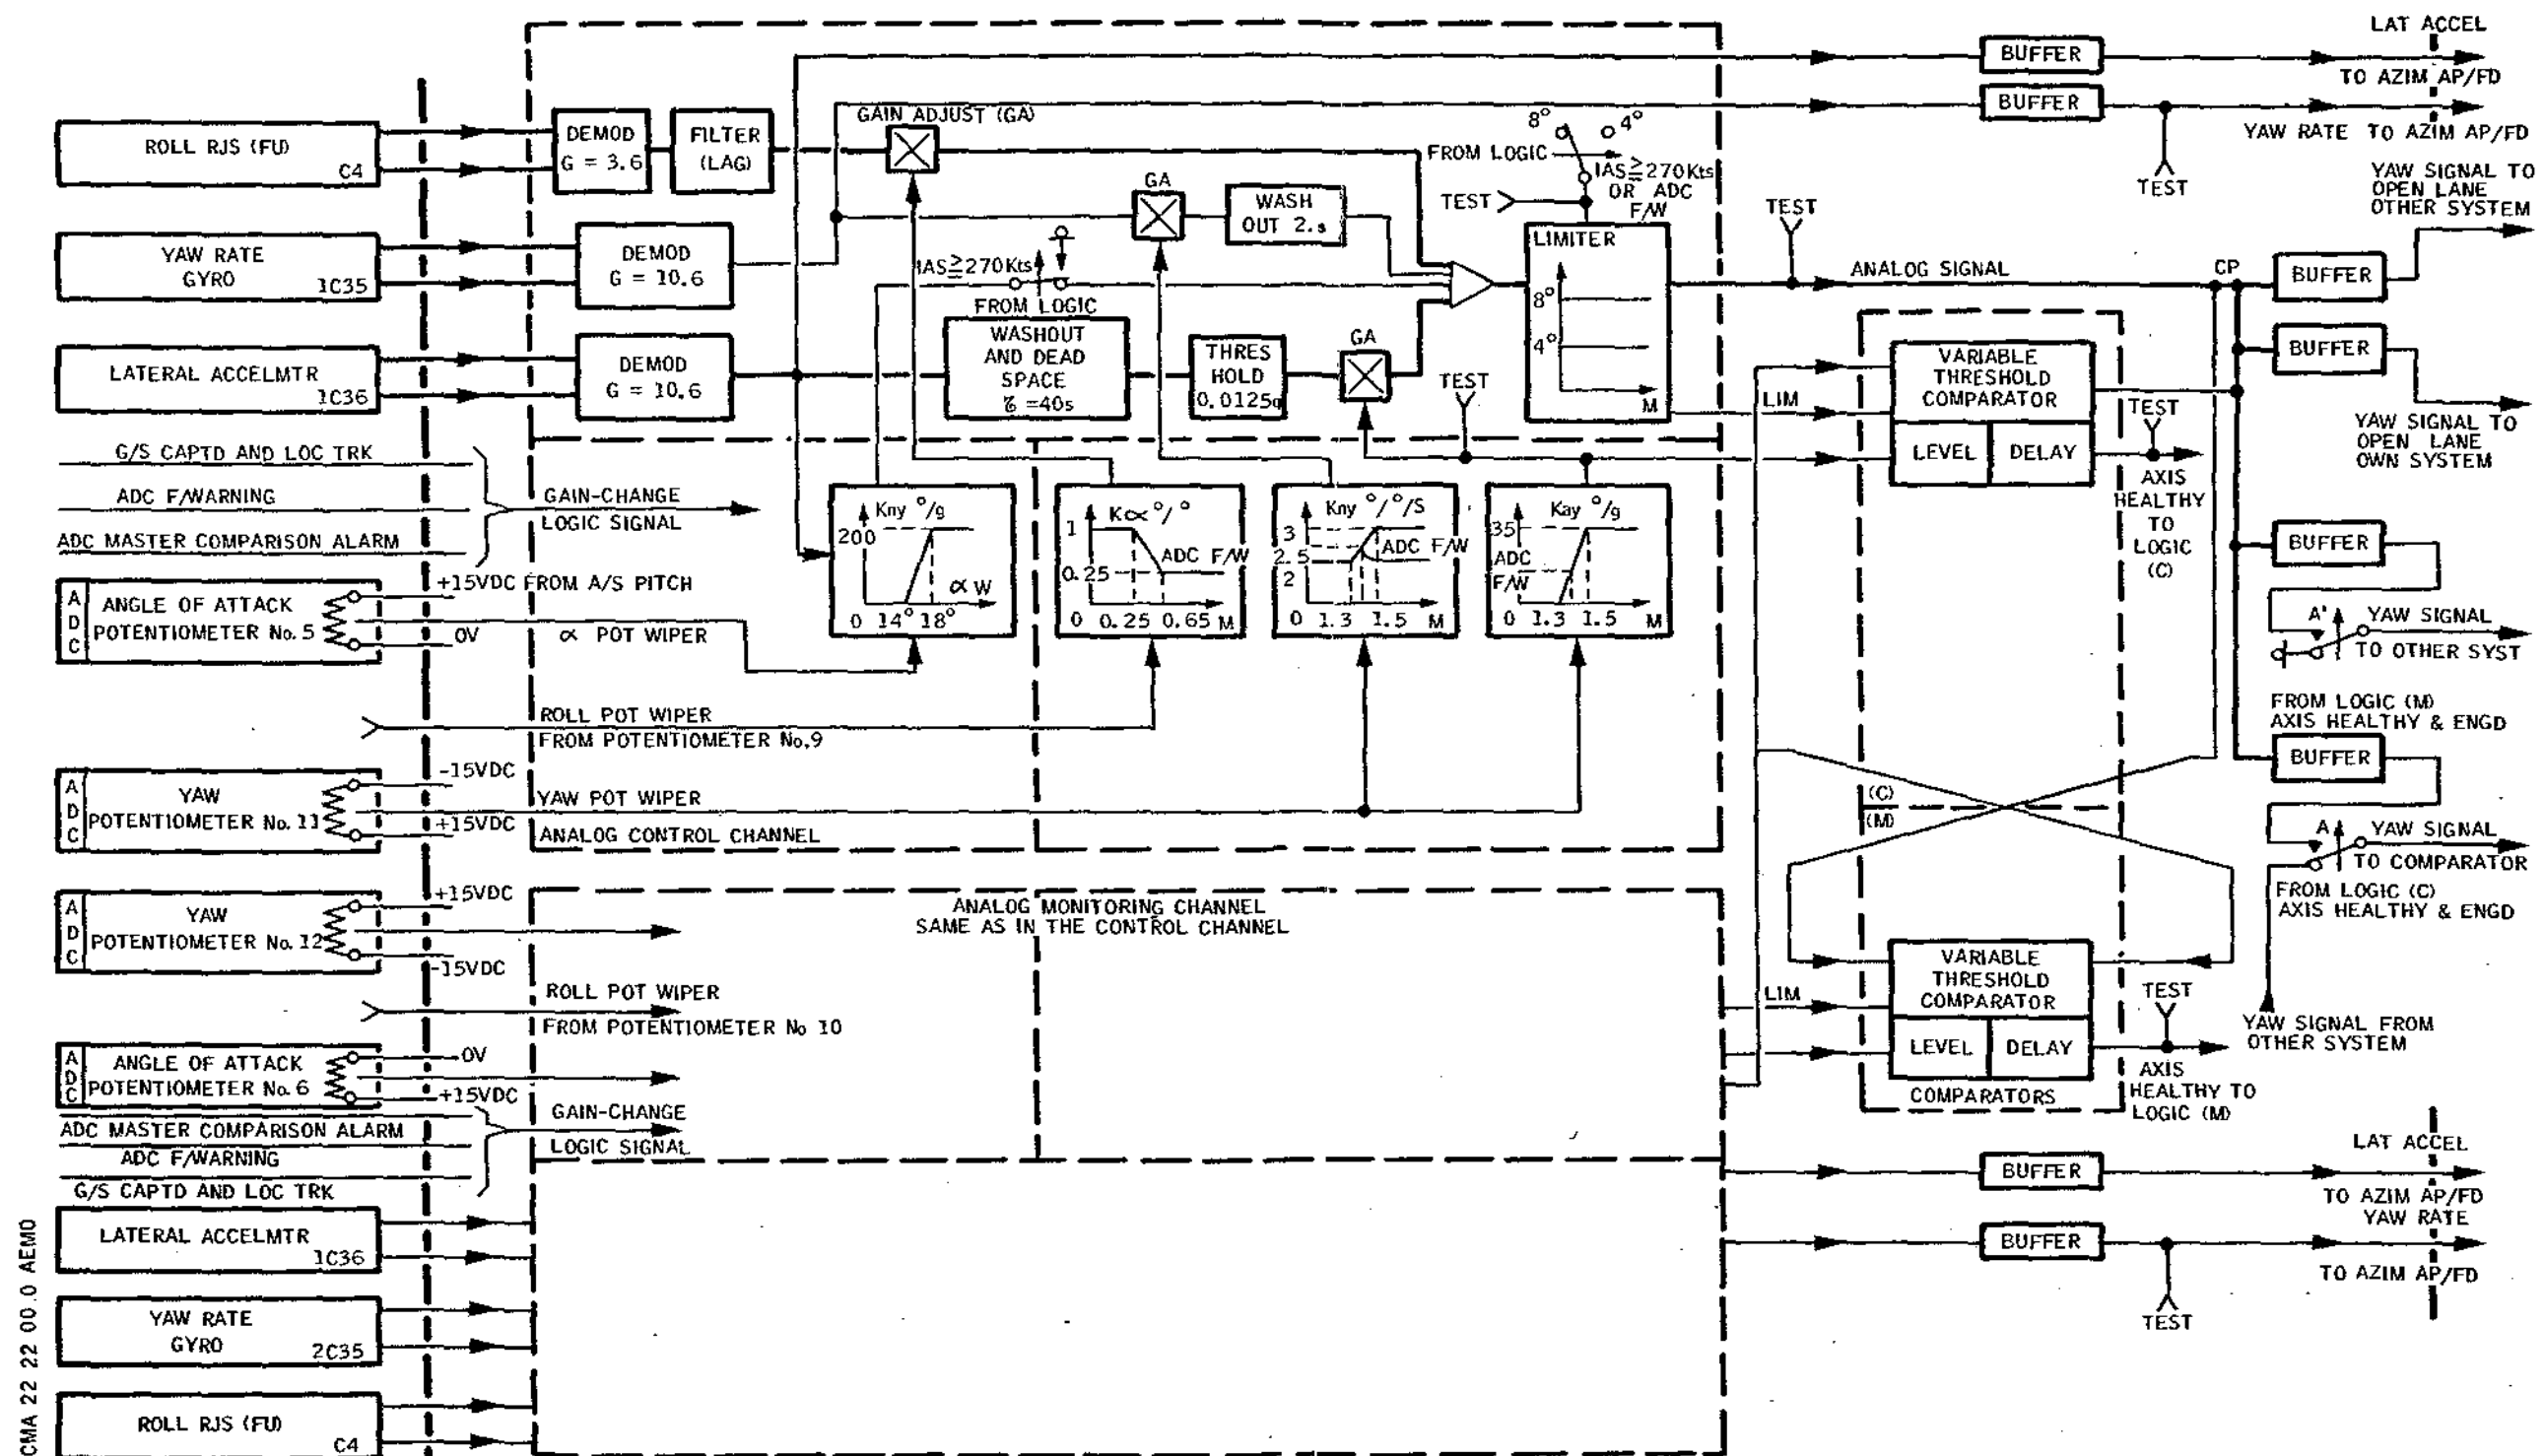 LAT ACCEL
BUFFER
TO AZIM AP/FD
BUFFER
YAW RATE TO AZIM AP/FD
TEST
ROLL RJS (FU)
C4
DEMOD
G = 3.6
FILTER
(LAG)
GAIN ADJUST (GA)
8° 4°
FROM LOGIC
IAS≧270Kts
OR ADC
F/W
TEST
TEST
YAW SIGNAL TO
OPEN LANE
OTHER SYSTEM
GA
WASH
OUT 2.s
YAW RATE
GYRO
1C35
DEMOD
G = 10.6
IAS≧270Kts
FROM LOGIC
LIMITER
8°
4°
M
ANALOG SIGNAL
CP
BUFFER
LATERAL ACCELMTR
1C36
DEMOD
G = 10.6
WASHOUT
AND DEAD
SPACE
τ =40s
THRES
HOLD
0.0125g
GA
TEST
LIM
VARIABLE
THRESHOLD
COMPARATOR
LEVEL
DELAY
BUFFER
TEST
YAW SIGNAL TO
OPEN LANE
OWN SYSTEM
AXIS
HEALTHY
TO
LOGIC
(C)
G/S CAPTD AND LOC TRK
ADC F/WARNING
ADC MASTER COMPARISON ALARM
GAIN-CHANGE
LOGIC SIGNAL
Kny °/g
200
α W
0 14° 18°
Kα °/°
1
ADC F/W
0.25
0 0.25 0.65 M
Kny °/°/S
3
2.5
2
ADC F/W
0 1.3 1.5 M
Kay °/g
35
ADC
F/W
0 1.3 1.5 M
BUFFER
ADC
ANGLE OF ATTACK
POTENTIOMETER No.5
+15VDC FROM A/S PITCH
0V
α POT WIPER
A'
YAW SIGNAL
TO OTHER SYST
FROM LOGIC (M)
AXIS HEALTHY & ENGD
ROLL POT WIPER
FROM POTENTIOMETER No.9
BUFFER
ADC
YAW
POTENTIOMETER No.11
-15VDC
+15VDC
YAW POT WIPER
ANALOG CONTROL CHANNEL
(C)
(M)
A
YAW SIGNAL
TO COMPARATOR
FROM LOGIC (C)
AXIS HEALTHY & ENGD
ADC
YAW
POTENTIOMETER No.12
+15VDC
-15VDC
ANALOG MONITORING CHANNEL
SAME AS IN THE CONTROL CHANNEL
ROLL POT WIPER
FROM POTENTIOMETER No 10
LIM
VARIABLE
THRESHOLD
COMPARATOR
LEVEL
DELAY
TEST
YAW SIGNAL FROM
OTHER SYSTEM
AXIS
HEALTHY TO
LOGIC (M)
COMPARATORS
ADC
ANGLE OF ATTACK
POTENTIOMETER No.6
0V
+15VDC
ADC MASTER COMPARISON ALARM
ADC F/WARNING
G/S CAPTD AND LOC TRK
GAIN-CHANGE
LOGIC SIGNAL
LATERAL ACCELMTR
1C36
YAW RATE
GYRO
2C35
ROLL RJS (FU)
C4
LAT ACCEL
BUFFER
TO AZIM AP/FD
YAW RATE
BUFFER
TO AZIM AP/FD
TEST
CMA 22 22 00.0 AEMO